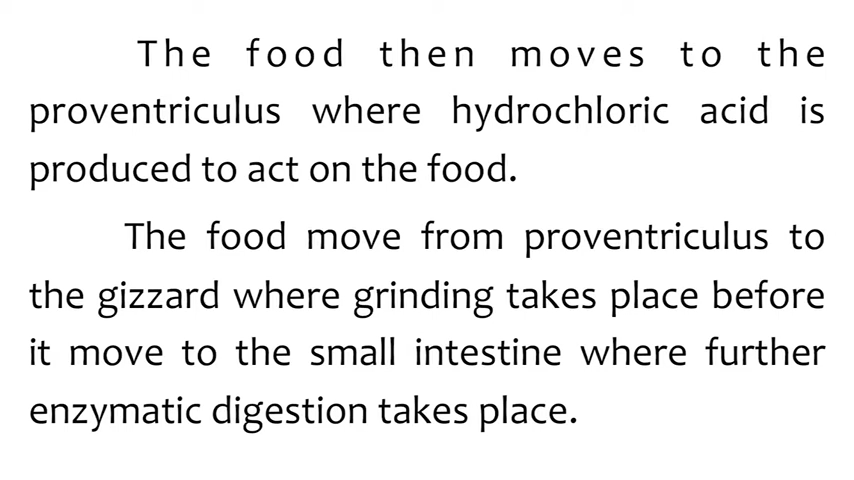 The food then moves to the
proventriculus where hydrochloric acid is
produced to act on the food.
The food move from proventriculus to
the gizzard where grinding takes place before
it move to the small intestine where further
enzymatic digestion takes place.